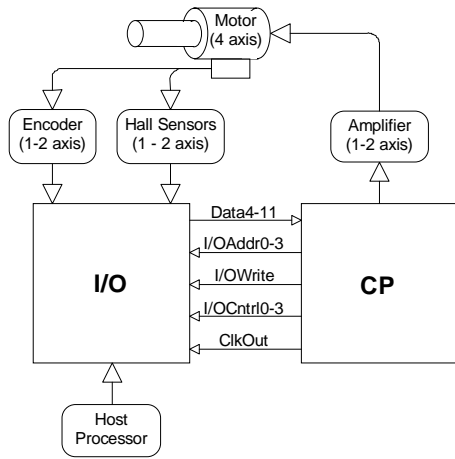 Motor
(4 axis)
Encoder
(1-2 axis)
Hall Sensors
(1 - 2 axis)
Amplifier
(1-2 axis)
Data4-11
I/OAddr0-3
I/OWrite
I/OCntrl0-3
ClkOut
I/O
CP
Host
Processor